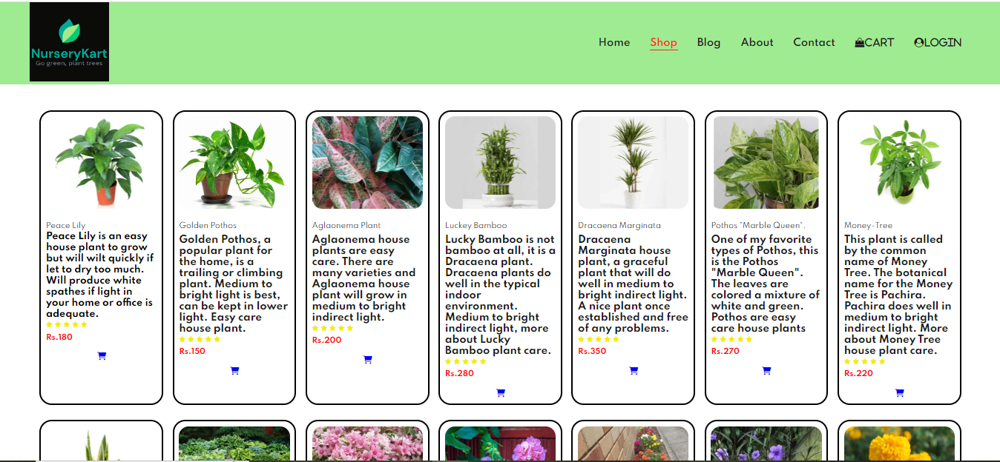 NurseryKart
Go green, plant trees
Home
Shop
Blog
About
Contact
CART
LOGIN
Peace Lily
Peace Lily is an easy
house plant to grow
but will wilt quickly if
let to dry too much.
Will produce white
spathes if light in
your home or office is
adequate.
Rs.180
Golden Pothos
Golden Pothos, a
popular plant for
the home, is a
trailing or climbing
plant. Medium to
bright light is best,
can be kept in lower
light. Easy care
house plant.
Rs.150
Aglaonema Plant
Aglaonema house
plants are easy
care. There are
many varieties and
Aglaonema house
plant will grow in
medium to bright
indirect light.
Rs.200
Luckey Bamboo
Lucky Bamboo is not
bamboo at all, it is a
Dracaena plant.
Dracaena plants do
well in the typical
indoor
environment.
Medium to bright
indirect light, more
about Lucky
Bamboo plant care.
Rs.280
Dracaena Marginata
Dracaena
Marginata house
plant, a graceful
plant that will do
well in medium to
bright indirect light.
A nice plant once
established and free
of any problems.
Rs.350
Pothos "Marble Queen".
One of my favorite
types of Pothos, this
is the Pothos
"Marble Queen".
The leaves are
colored a mixture of
white and green.
Pothos are easy
care house plants
Rs.270
Money-Tree
This plant is called
by the common
name of Money
Tree. The botanical
name for the Money
Tree is Pachira.
Pachira does well in
medium to bright
indirect light. More
about Money Tree
house plant care.
Rs.220